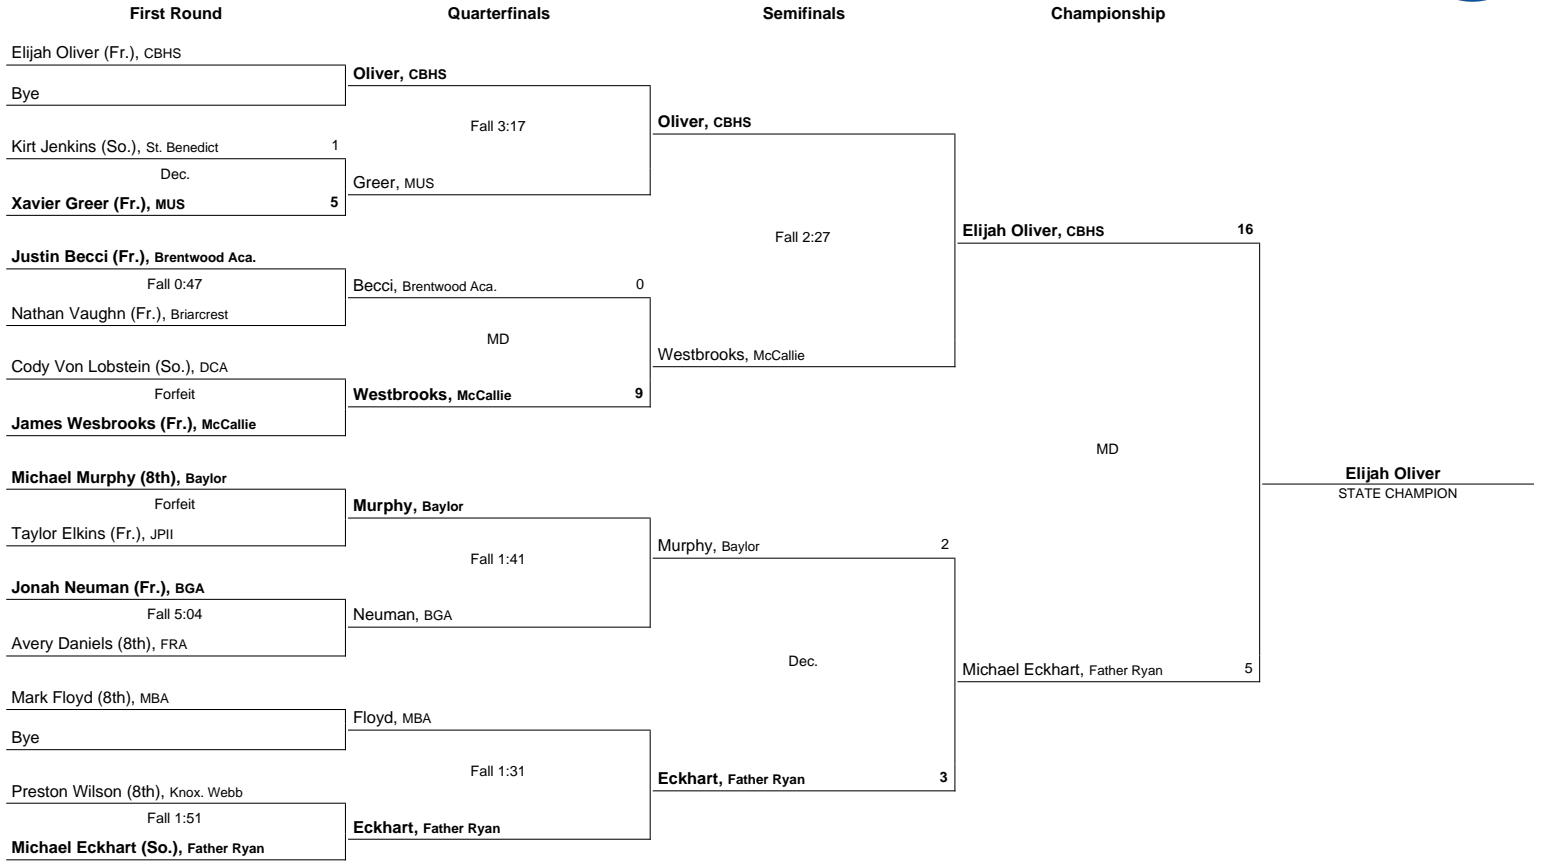 First Round
Quarterfinals
Semifinals
Championship
Elijah Oliver (Fr.), CBHS
Bye
Kirt Jenkins (So.), St. Benedict 1
Dec.
Xavier Greer (Fr.), MUS 5
Justin Becci (Fr.), Brentwood Aca.
Fall 0:47
Nathan Vaughn (Fr.), Briarcrest
Cody Von Lobstein (So.), DCA
Forfeit
James Wesbrooks (Fr.), McCallie
Michael Murphy (8th), Baylor
Forfeit
Taylor Elkins (Fr.), JPII
Jonah Neuman (Fr.), BGA
Fall 5:04
Avery Daniels (8th), FRA
Mark Floyd (8th), MBA
Bye
Preston Wilson (8th), Knox. Webb
Fall 1:51
Michael Eckhart (So.), Father Ryan
Oliver, CBHS
Fall 3:17
Greer, MUS
Becci, Brentwood Aca. 0
MD
Westbrooks, McCallie 9
Murphy, Baylor
Fall 1:41
Neuman, BGA
Floyd, MBA
Fall 1:31
Eckhart, Father Ryan
Oliver, CBHS
Fall 2:27
Westbrooks, McCallie
Murphy, Baylor 2
Dec.
Eckhart, Father Ryan 3
Elijah Oliver, CBHS 16
MD
Michael Eckhart, Father Ryan 5
Elijah Oliver
STATE CHAMPION